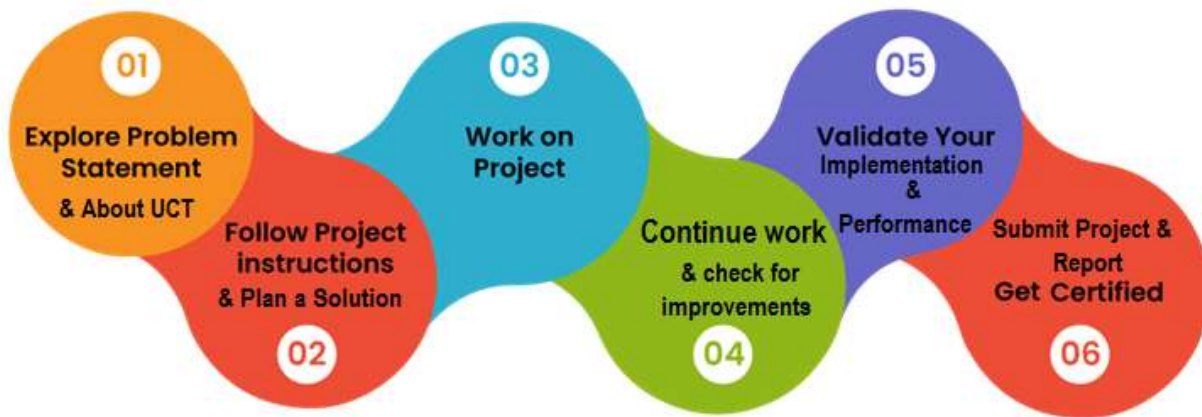 01
Explore Problem
Statement
& About UCT
Follow Project
instructions
& Plan a Solution
02
03
Work on
Project
Continue work
& check for
improvements
04
05
Validate Your
Implementation
&
Performance
Submit Project &
Report
Get Certified
06